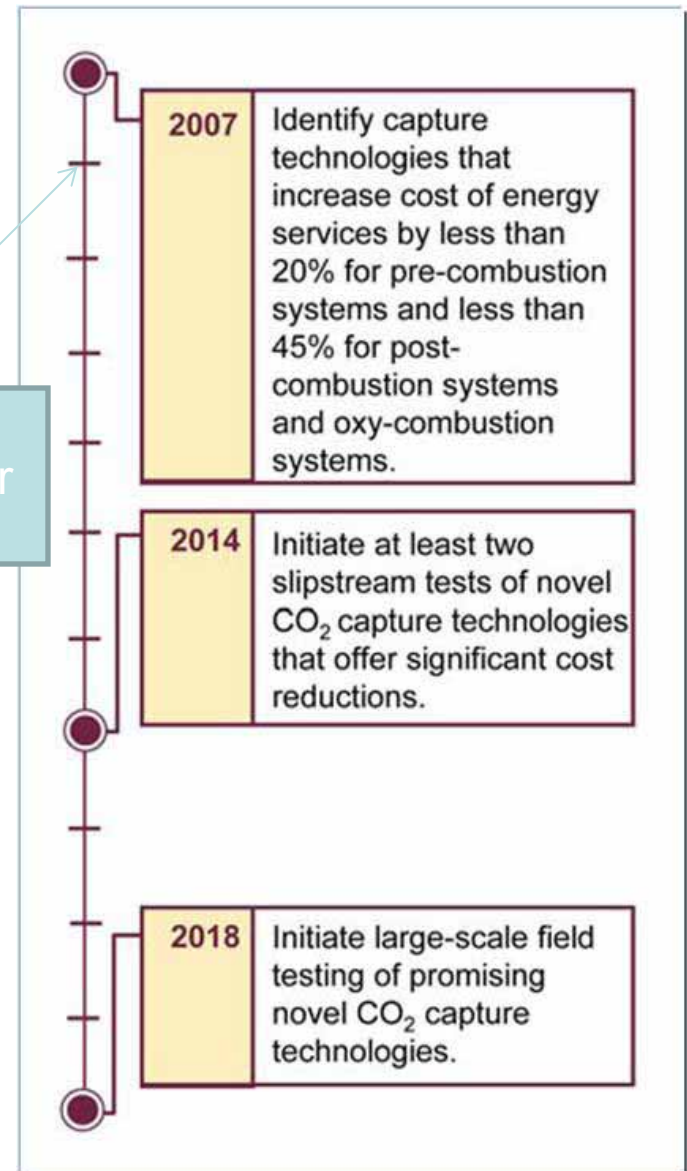 2007
Identify capture
technologies that
increase cost of energy
services by less than
20% for pre-combustion
systems and less than
45% for post-
combustion systems
and oxy-combustion
systems.
2014
Initiate at least two
slipstream tests of novel
CO₂ capture technologies
that offer significant cost
reductions.
2018
Initiate large-scale field
testing of promising
novel CO₂ capture
technologies.